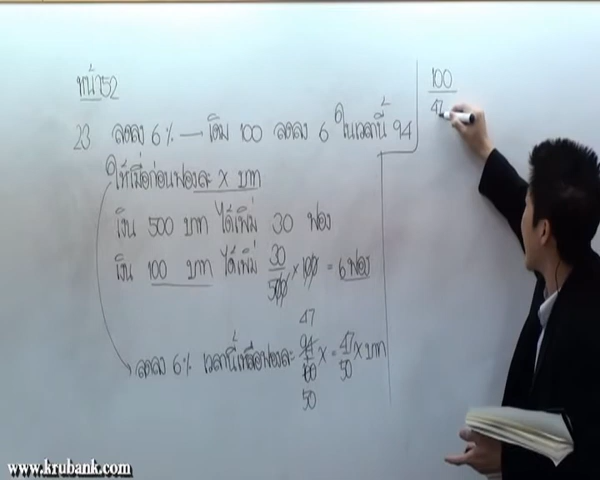 หน้า 52
23 ลดลง 6% — เดิม 100 ลดลง 6 ในเวลานี้ 94
ให้เมื่อก่อนฟองละ x บาท
เงิน 500 บาท ได้เพิ่ม 30 ฟอง
เงิน 100 บาท ได้เพิ่ม 30/500 × 100 = 6 ฟอง
47
ลดลง 6% เวลานี้เหลือฟองละ 94/100 x = 47/50 x บาท
50
100
47
www.krubank.com